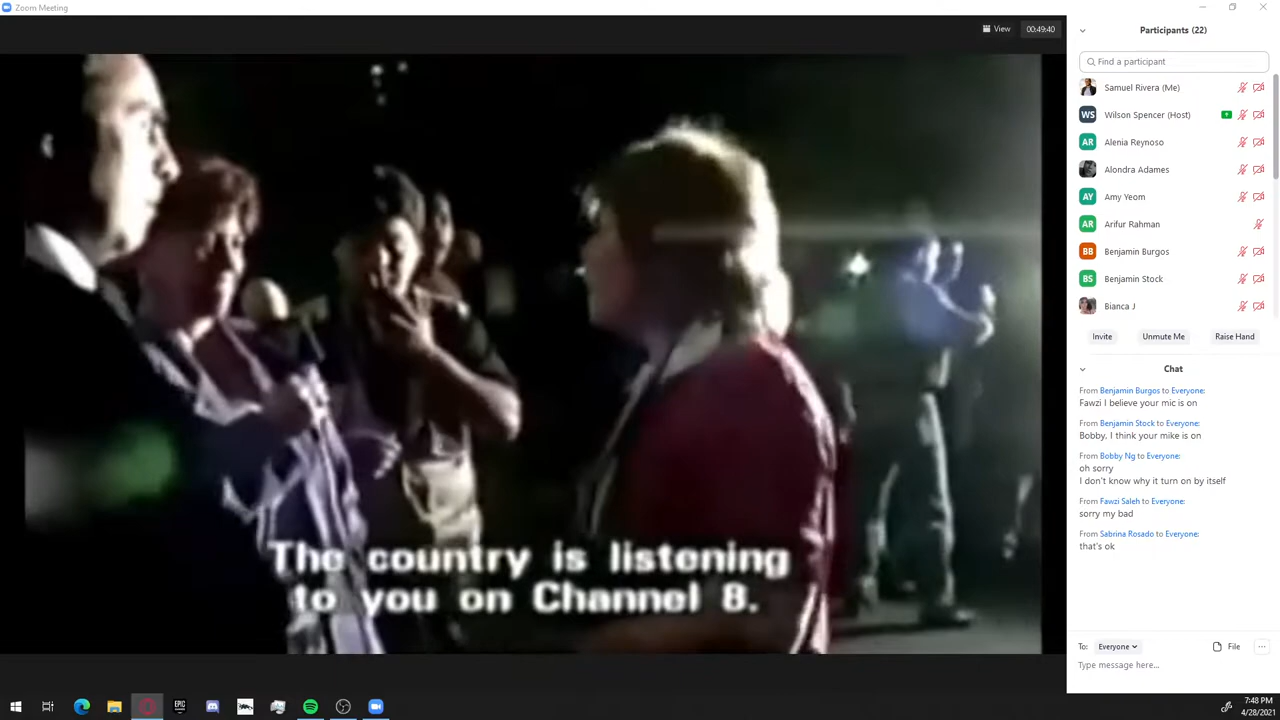 Zoom Meeting
View
00:49:40
The country is listening
to you on Channel 8.
Participants (22)
Find a participant
Samuel Rivera (Me)
WS Wilson Spencer (Host)
AR Alenia Reynoso
Alondra Adames
AY Amy Yeom
AR Arifur Rahman
BB Benjamin Burgos
BS Benjamin Stock
Bianca J
Invite Unmute Me Raise Hand
Chat
From Benjamin Burgos to Everyone:
Fawzi I believe your mic is on
From Benjamin Stock to Everyone:
Bobby, I think your mike is on
From Bobby Ng to Everyone:
oh sorry
I don't know why it turn on by itself
From Fawzi Saleh to Everyone:
sorry my bad
From Sabrina Rosado to Everyone:
that's ok
To: Everyone File
Type message here...
EPIC
7:48 PM
4/28/2021